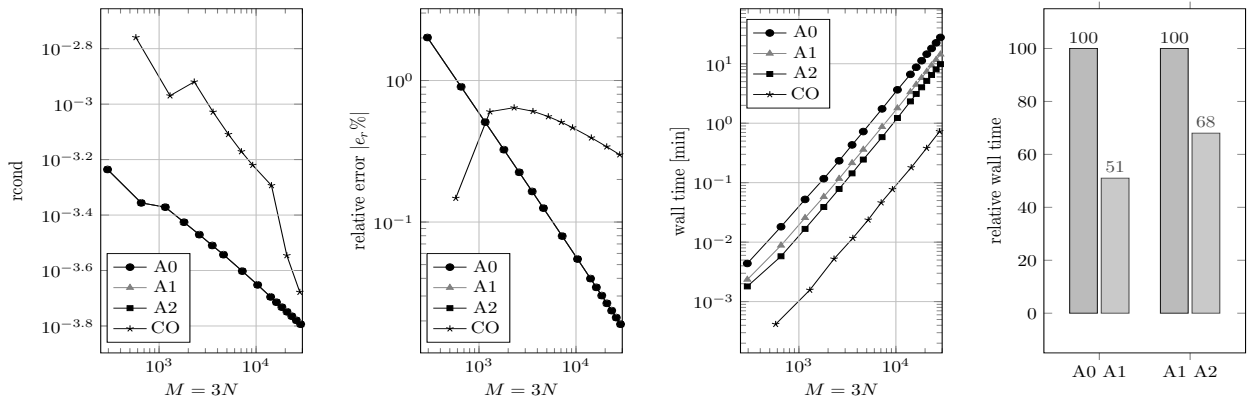 rcond
10^−2.8
10^−3
10^−3.2
10^−3.4
10^−3.6
10^−3.8
A0
A1
A2
CO
10^3
10^4
M = 3N
relative error |e_r%|
10^0
10^−1
A0
A1
A2
CO
10^3
10^4
M = 3N
wall time [min]
10^1
10^0
10^−1
10^−2
10^−3
A0
A1
A2
CO
10^3
10^4
M = 3N
relative wall time
100
80
60
40
20
0
100
51
100
68
A0 A1
A1 A2